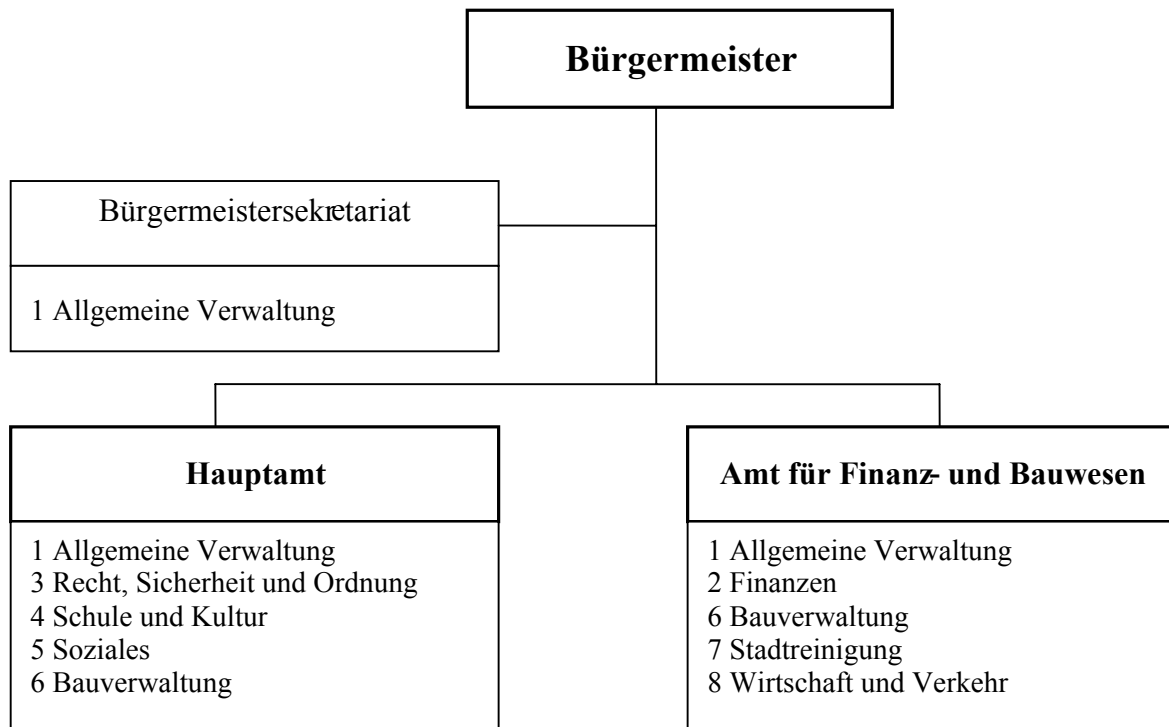 Bürgermeister
Bürgermeistersekretariat
1 Allgemeine Verwaltung
Hauptamt
1 Allgemeine Verwaltung
3 Recht, Sicherheit und Ordnung
4 Schule und Kultur
5 Soziales
6 Bauverwaltung
Amt für Finanz- und Bauwesen
1 Allgemeine Verwaltung
2 Finanzen
6 Bauverwaltung
7 Stadtreinigung
8 Wirtschaft und Verkehr